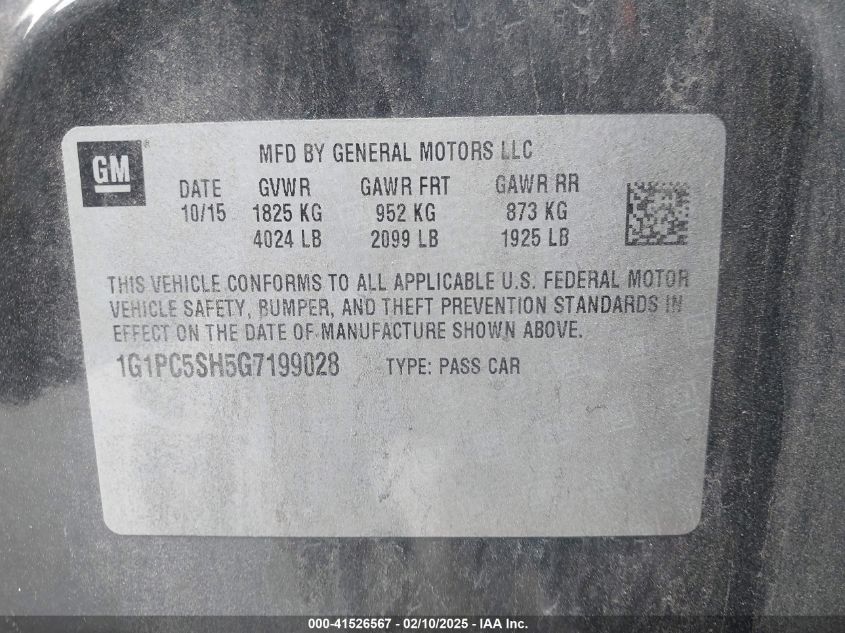 GM
MFD BY GENERAL MOTORS LLC
DATE GVWR GAWR FRT GAWR RR
10/15 1825 KG 952 KG 873 KG
4024 LB 2099 LB 1925 LB
THIS VEHICLE CONFORMS TO ALL APPLICABLE U.S. FEDERAL MOTOR
VEHICLE SAFETY, BUMPER, AND THEFT PREVENTION STANDARDS IN
EFFECT ON THE DATE OF MANUFACTURE SHOWN ABOVE.
1G1PC5SH5G7199028 TYPE: PASS CAR
000-41526567 - 02/10/2025 - IAA Inc.